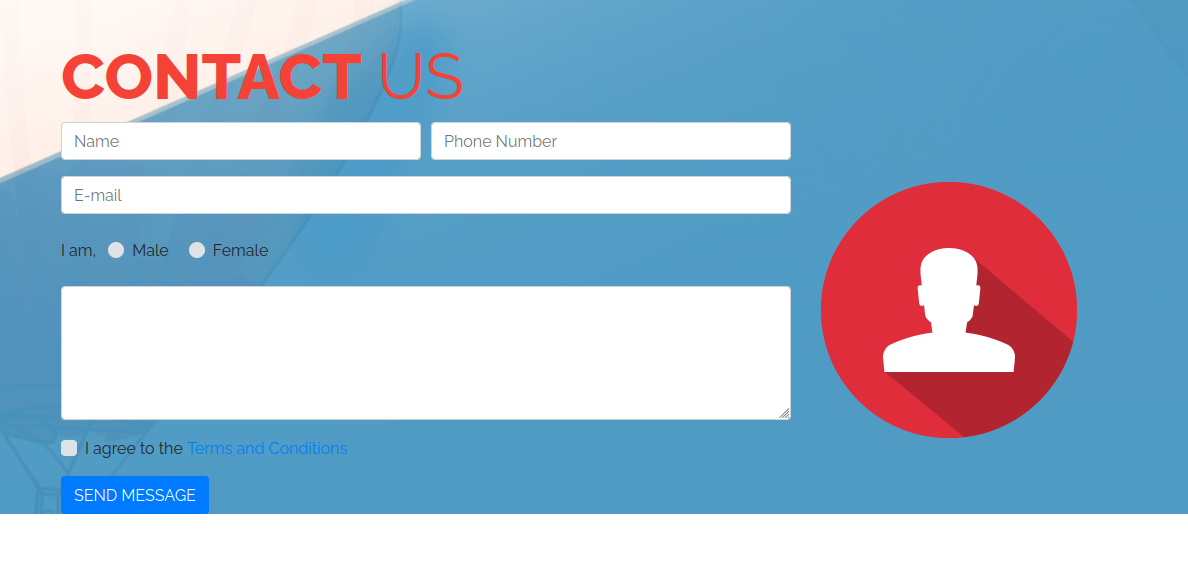 CONTACT US
Name Phone Number
E-mail
I am, Male Female
I agree to the Terms and Conditions
SEND MESSAGE